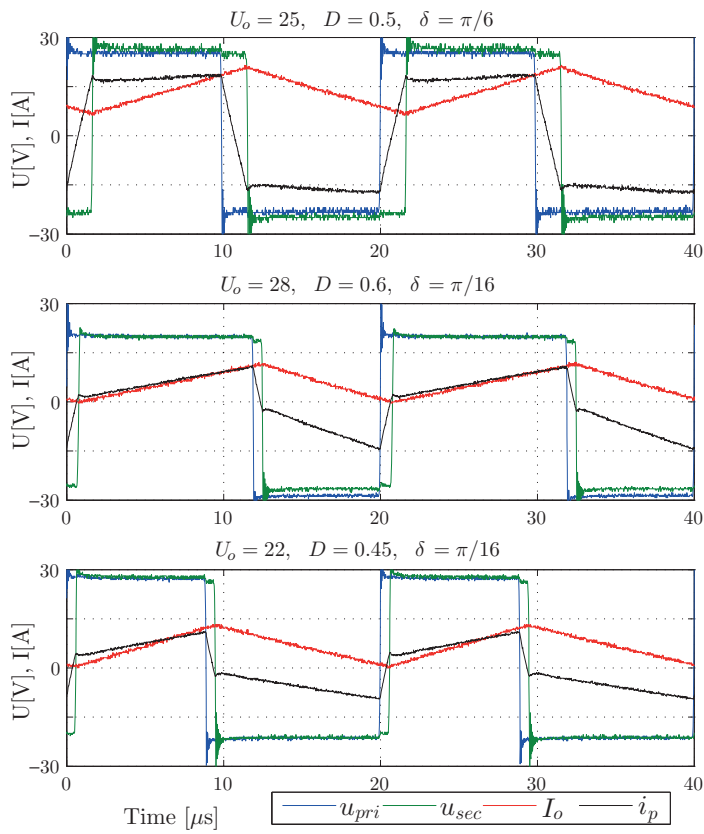 U_o = 25, D = 0.5, δ = π/6
30
0
−30
U[V], I[A]
0 10 20 30 40
U_o = 28, D = 0.6, δ = π/16
30
0
−30
U[V], I[A]
0 10 20 30 40
U_o = 22, D = 0.45, δ = π/16
30
0
−30
U[V], I[A]
0 10 20 30 40
Time [μs]
u_pri u_sec I_o i_p